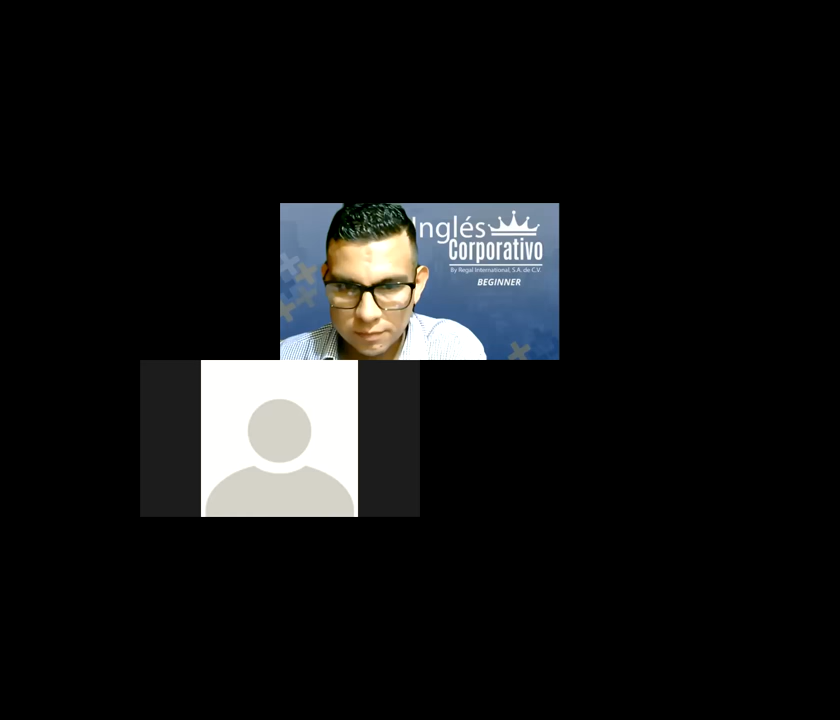 Inglés
Corporativo
By Regal International, S.A. de C.V.
BEGINNER